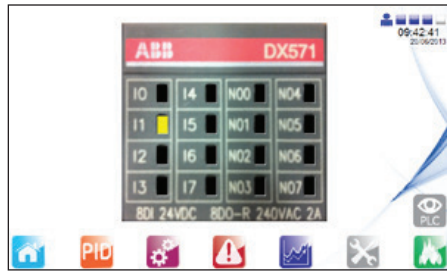 09:42:41
20/06/2013
ABB DX571
I0 I4 NO0 NO4
I1 I5 NO1 NO5
I2 I6 NO2 NO6
I3 I7 NO3 NO7
8DI 24VDC 8DO-R 240VAC 2A
PLC
PID